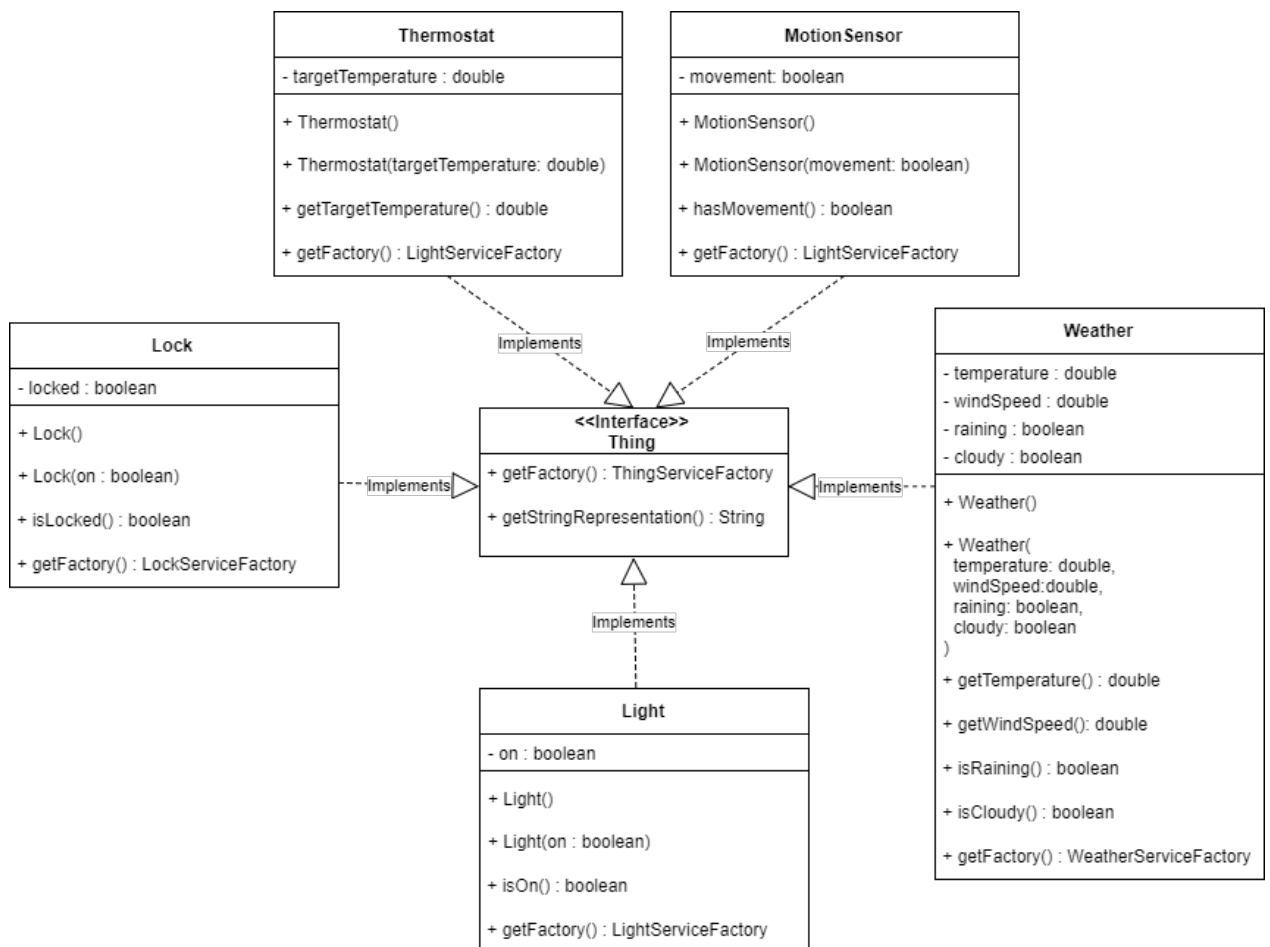 Thermostat
- targetTemperature : double
+ Thermostat()
+ Thermostat(targetTemperature: double)
+ getTargetTemperature() : double
+ getFactory() : LightServiceFactory
MotionSensor
- movement: boolean
+ MotionSensor()
+ MotionSensor(movement: boolean)
+ hasMovement() : boolean
+ getFactory() : LightServiceFactory
Implements
Implements
Lock
- locked : boolean
+ Lock()
+ Lock(on : boolean)
+ isLocked() : boolean
+ getFactory() : LockServiceFactory
Implements
<<Interface>>
Thing
+ getFactory() : ThingServiceFactory
+ getStringRepresentation() : String
Implements
Weather
- temperature : double
- windSpeed : double
- raining : boolean
- cloudy : boolean
+ Weather()
+ Weather(
temperature: double,
windSpeed:double,
raining: boolean,
cloudy: boolean
)
+ getTemperature() : double
+ getWindSpeed(): double
+ isRaining() : boolean
+ isCloudy() : boolean
+ getFactory() : WeatherServiceFactory
Implements
Light
- on : boolean
+ Light()
+ Light(on : boolean)
+ isOn() : boolean
+ getFactory() : LightServiceFactory